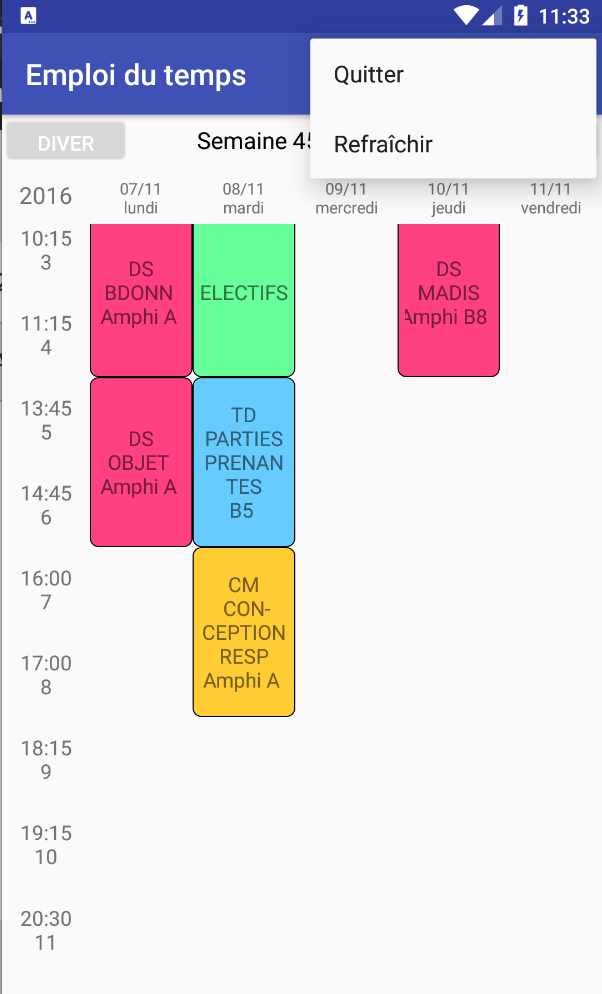 A
11:33
Emploi du temps
Quitter
Refraîchir
DIVER
Semaine 45
2016
07/11
lundi
08/11
mardi
09/11
mercredi
10/11
jeudi
11/11
vendredi
10:15
3
11:15
4
13:45
5
14:45
6
16:00
7
17:00
8
18:15
9
19:15
10
20:30
11
DS
BDONN
Amphi A
ELECTIFS
DS
MADIS
Amphi B8
DS
OBJET
Amphi A
TD
PARTIES
PRENAN
TES
B5
CM
CON-
CEPTION
RESP
Amphi A